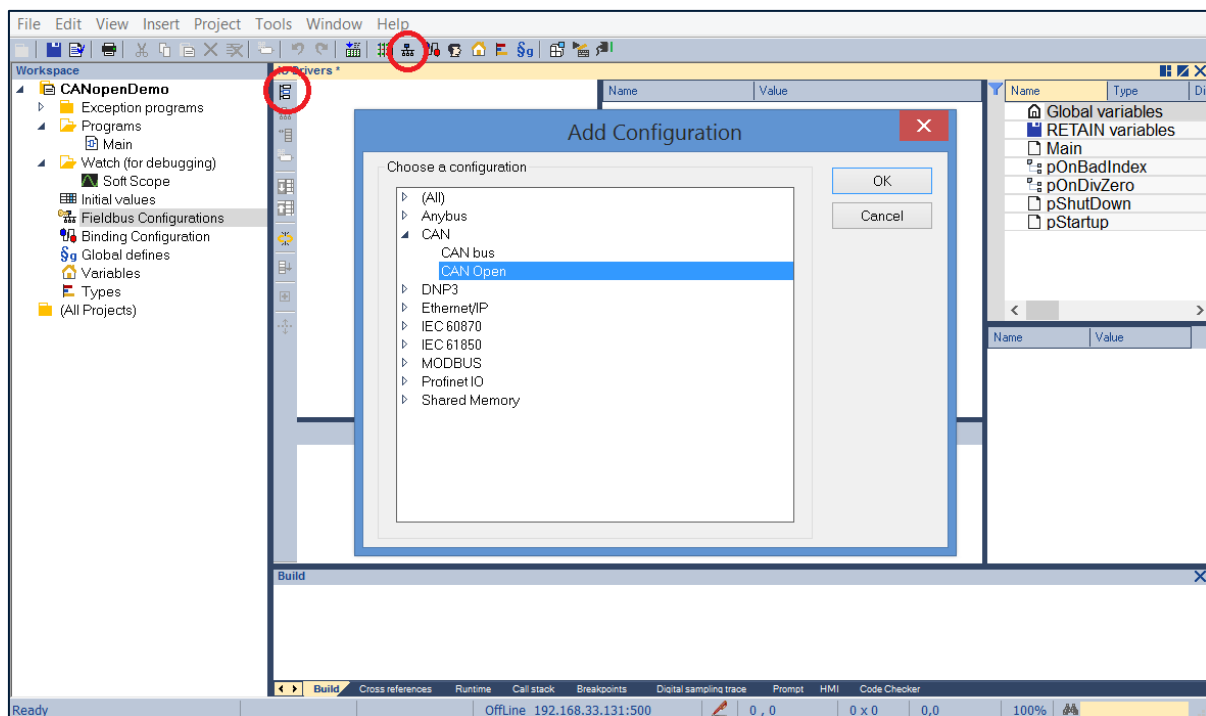 File Edit View Insert Project Tools Window Help
Workspace
CANopenDemo
Exception programs
Programs
Main
Watch (for debugging)
Soft Scope
Initial values
Fieldbus Configurations
Binding Configuration
§g Global defines
Variables
Types
(All Projects)
Drivers *
Name Value
Add Configuration
Choose a configuration
(All)
Anybus
CAN
CAN bus
CAN Open
DNP3
Ethernet/IP
IEC 60870
IEC 61850
MODBUS
Profinet IO
Shared Memory
OK
Cancel
Name Type Di
Global variables
RETAIN variables
Main
pOnBadIndex
pOnDivZero
pShutDown
pStartup
Name Value
Build
Build Cross references Runtime Call stack Breakpoints Digital sampling trace Prompt HMI Code Checker
Ready OffLine 192.168.33.131:500 0 , 0 0 x 0 0,0 100%